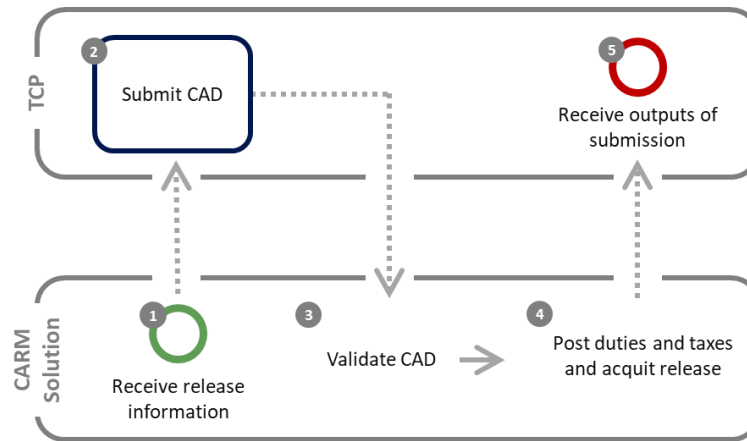 TCP
2
Submit CAD
5
Receive outputs of
submission
CARM
Solution
1
Receive release
information
3
Validate CAD
4
Post duties and taxes
and acquit release